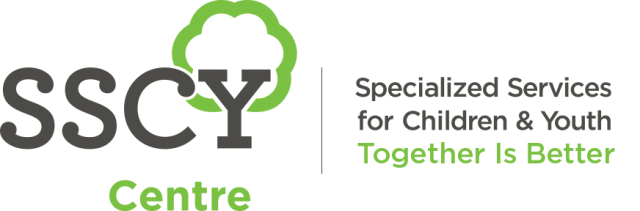 SSCY
Centre
Specialized Services
for Children & Youth
Together Is Better